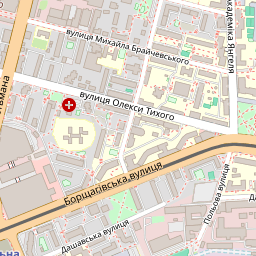 вулиця Михайла Брайчевського
академіка Янгеля
вулиця Олекси Тихого
Борщагівська вулиця
Польова вулиця
Дашавська вулиця